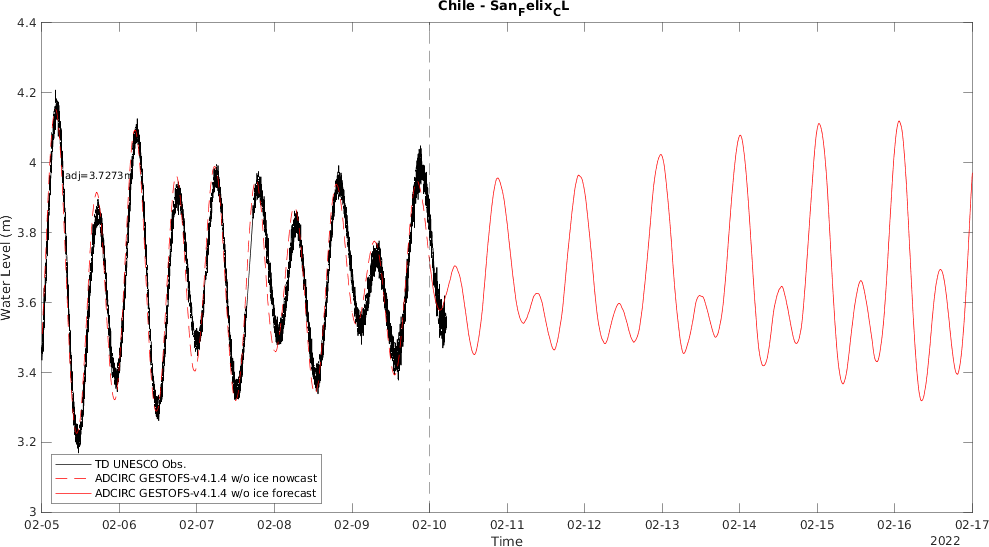 Chile - San_Felix_CL
4.4
4.2
4
3.8
3.6
3.4
3.2
3
Water Level (m)
adj=3.7273m
TD UNESCO Obs.
ADCIRC GESTOFS-v4.1.4 w/o ice nowcast
ADCIRC GESTOFS-v4.1.4 w/o ice forecast
02-05 02-06 02-07 02-08 02-09 02-10 02-11 02-12 02-13 02-14 02-15 02-16 02-17
Time
2022